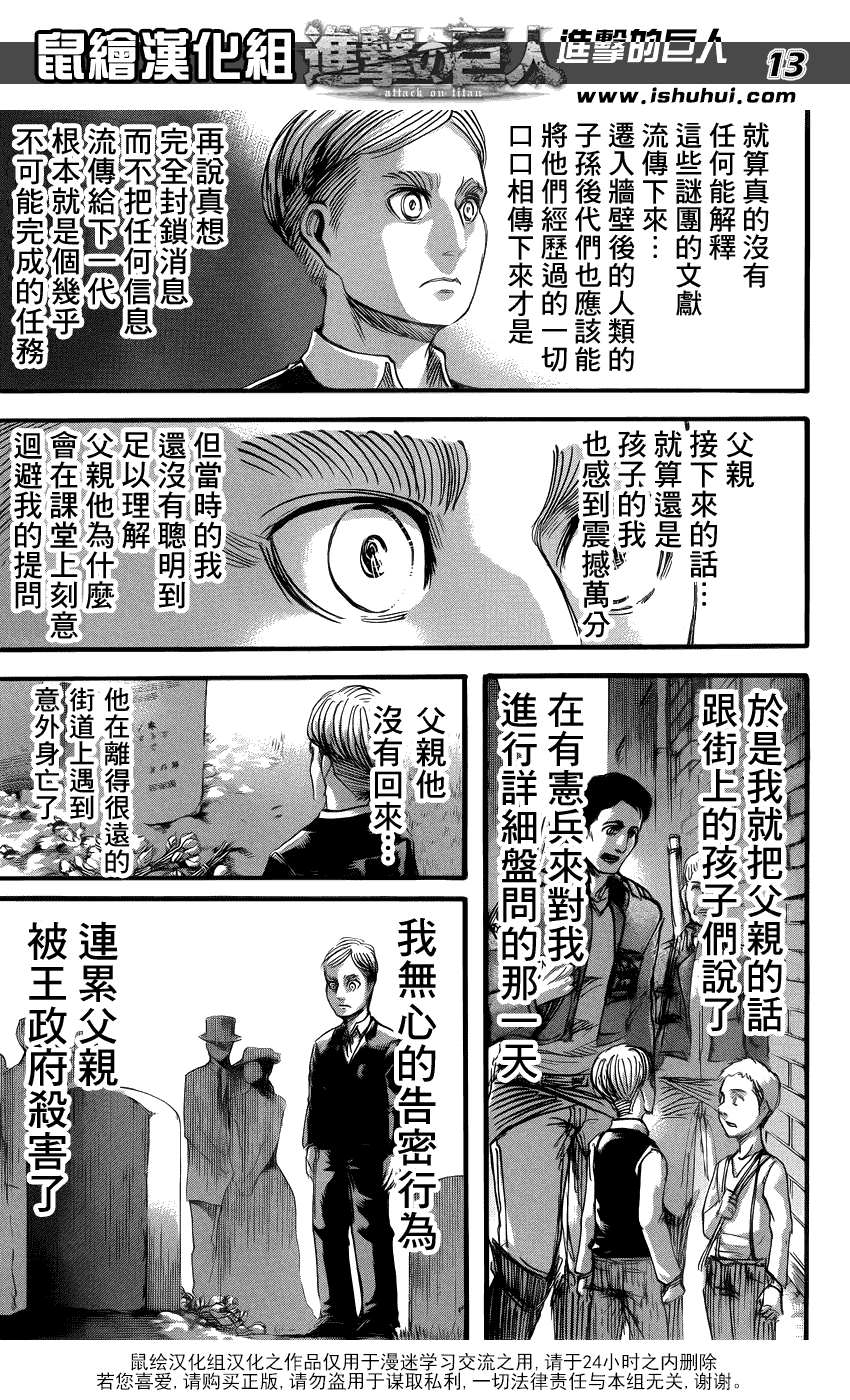 鼠繪漢化組
進撃の巨人
attack on titan
進擊的巨人
13
www.ishuhui.com
就算真的沒有
任何能解釋
這些謎團的文獻
流傳下來…
遷入牆壁後的人類的
子孫後代們也應該能
將他們經歷過的一切
口口相傳下來才是
再說真想
完全封鎖消息
而不把任何信息
流傳給下一代
根本就是個幾乎
不可能完成的任務
父親
接下來的話…
就算還是
孩子的我
也感到震撼萬分
但當時的我
還沒有聰明到
足以理解
父親他為什麼
會在課堂上刻意
迴避我的提問
於是我就把父親的話
跟街上的孩子們說了
在有憲兵來對我
進行詳細盤問的那一天
父親他
沒有回來…
他在離得很遠的
街道上遇到
意外身亡了
我無心的告密行為
連累父親
被王政府殺害了
鼠绘汉化组汉化之作品仅用于漫迷学习交流之用,请于24小时之内删除
若您喜爱,请购买正版,请勿盗用于谋取私利,一切法律责任与本组无关,谢谢。